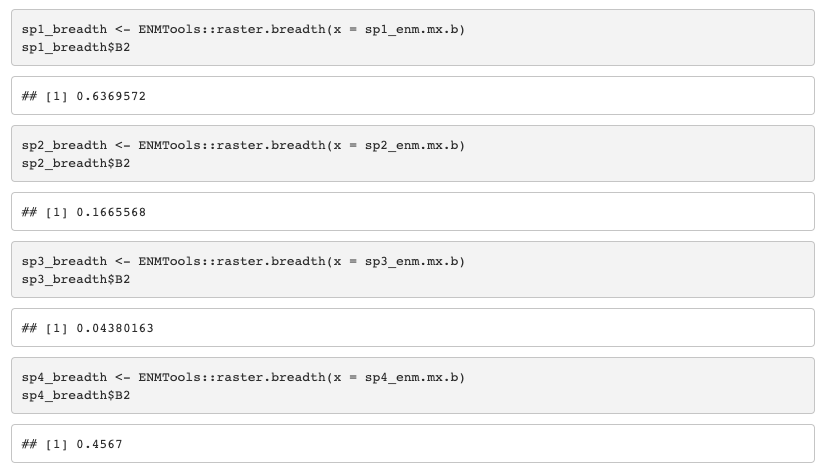 sp1_breadth <- ENMTools::raster.breadth(x = sp1_enm.mx.b)
sp1_breadth$B2
## [1] 0.6369572
sp2_breadth <- ENMTools::raster.breadth(x = sp2_enm.mx.b)
sp2_breadth$B2
## [1] 0.1665568
sp3_breadth <- ENMTools::raster.breadth(x = sp3_enm.mx.b)
sp3_breadth$B2
## [1] 0.04380163
sp4_breadth <- ENMTools::raster.breadth(x = sp4_enm.mx.b)
sp4_breadth$B2
## [1] 0.4567